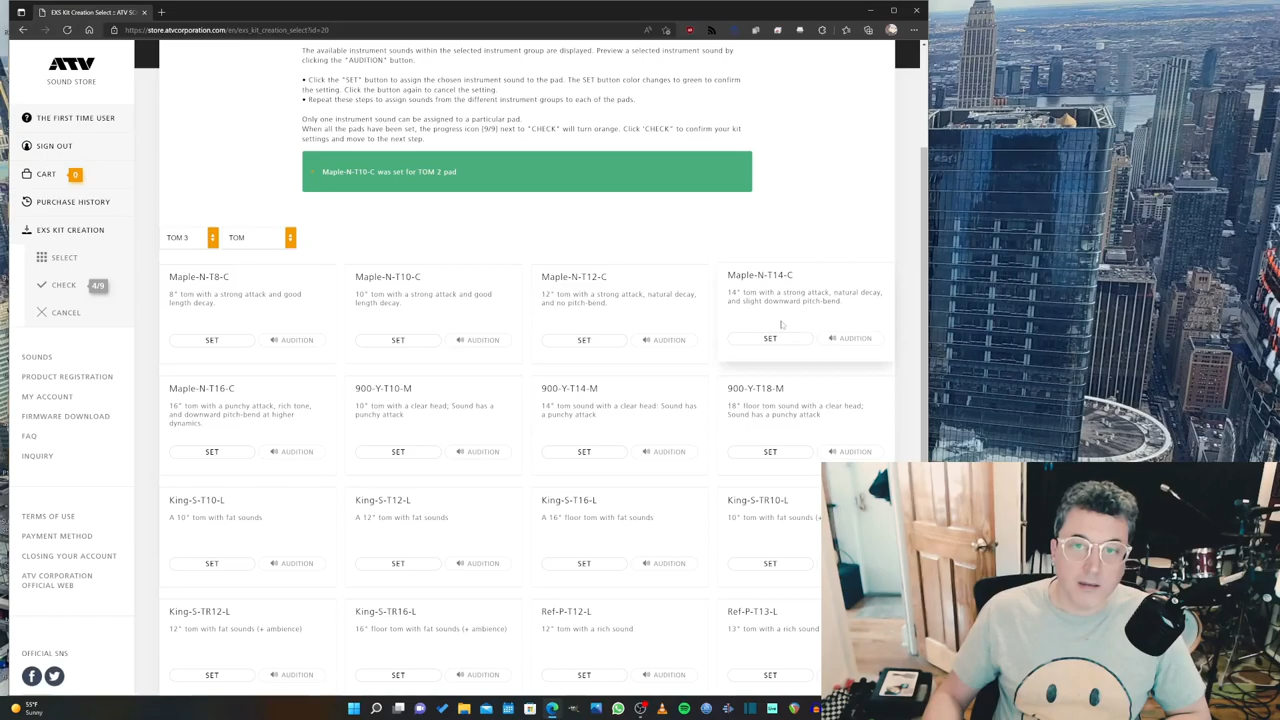 EXS Kit Creation Select :: ATV SO
https://store.atvcorporation.com/en/exs_kit_creation_select?id=20
ATV
SOUND STORE
THE FIRST TIME USER
SIGN OUT
CART 0
PURCHASE HISTORY
EXS KIT CREATION
SELECT
CHECK 4/9
CANCEL
SOUNDS
PRODUCT REGISTRATION
MY ACCOUNT
FIRMWARE DOWNLOAD
FAQ
INQUIRY
TERMS OF USE
PAYMENT METHOD
CLOSING YOUR ACCOUNT
ATV CORPORATION
OFFICIAL WEB
OFFICIAL SNS
The available instrument sounds within the selected instrument group are displayed. Preview a selected instrument sound by
clicking the "AUDITION" button.
• Click the "SET" button to assign the chosen instrument sound to the pad. The SET button color changes to green to confirm
the setting. Click the button again to cancel the setting.
• Repeat these steps to assign sounds from the different instrument groups to each of the pads.
Only one instrument sound can be assigned to a particular pad.
When all the pads have been set, the progress icon [9/9] next to "CHECK" will turn orange. Click 'CHECK" to confirm your kit
settings and move to the next step.
Maple-N-T10-C was set for TOM 2 pad
TOM 3 TOM
Maple-N-T8-C
8" tom with a strong attack and good
length decay.
SET AUDITION
Maple-N-T10-C
10" tom with a strong attack and good
length decay.
SET AUDITION
Maple-N-T12-C
12" tom with a strong attack, natural decay,
and no pitch-bend.
SET AUDITION
Maple-N-T14-C
14" tom with a strong attack, natural decay,
and slight downward pitch-bend.
SET AUDITION
Maple-N-T16-C
16" tom with a punchy attack, rich tone,
and downward pitch-bend at higher
dynamics.
SET AUDITION
900-Y-T10-M
10" tom with a clear head; Sound has a
punchy attack
SET AUDITION
900-Y-T14-M
14" tom sound with a clear head: Sound has
a punchy attack
SET AUDITION
900-Y-T18-M
18" floor tom sound with a clear head;
Sound has a punchy attack
SET AUDITION
King-S-T10-L
A 10" tom with fat sounds
SET AUDITION
King-S-T12-L
A 12" tom with fat sounds
SET AUDITION
King-S-T16-L
A 16" floor tom with fat sounds
SET AUDITION
King-S-TR10-L
10" tom with fat sounds (+
SET
King-S-TR12-L
12" tom with fat sounds (+ ambience)
SET AUDITION
King-S-TR16-L
16" floor tom with fat sounds (+ ambience)
SET AUDITION
Ref-P-T12-L
12" tom with a rich sound
SET AUDITION
Ref-P-T13-L
13" tom with a rich sound
SET
55°F
Sunny